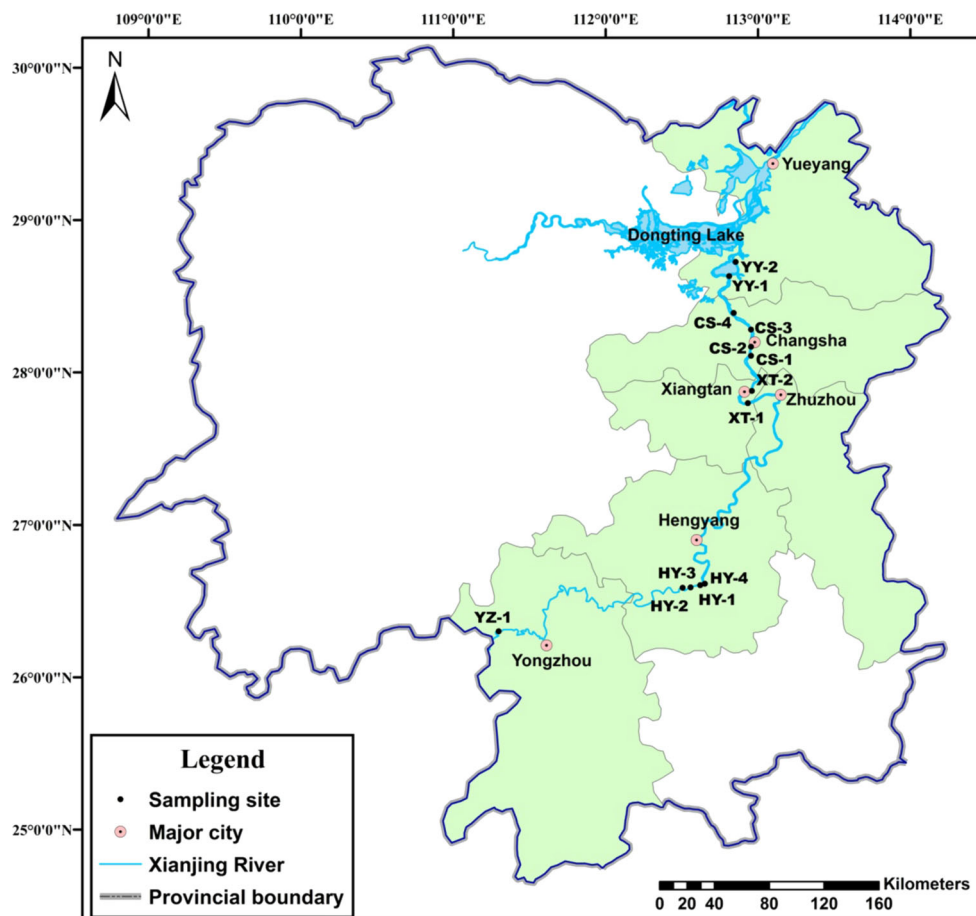 109°0'0"E 110°0'0"E 111°0'0"E 112°0'0"E 113°0'0"E 114°0'0"E
N
30°0'0"N
Yueyang
29°0'0"N
Dongting Lake
YY-2
YY-1
CS-4 CS-3
Changsha
CS-2
CS-1
28°0'0"N
XT-2
Xiangtan
Zhuzhou
XT-1
27°0'0"N
Hengyang
HY-3 HY-4
HY-2 HY-1
YZ-1
26°0'0"N
Yongzhou
25°0'0"N
Legend
Sampling site
Major city
Xianjing River
Provincial boundary
Kilometers
0 20 40 80 120 160